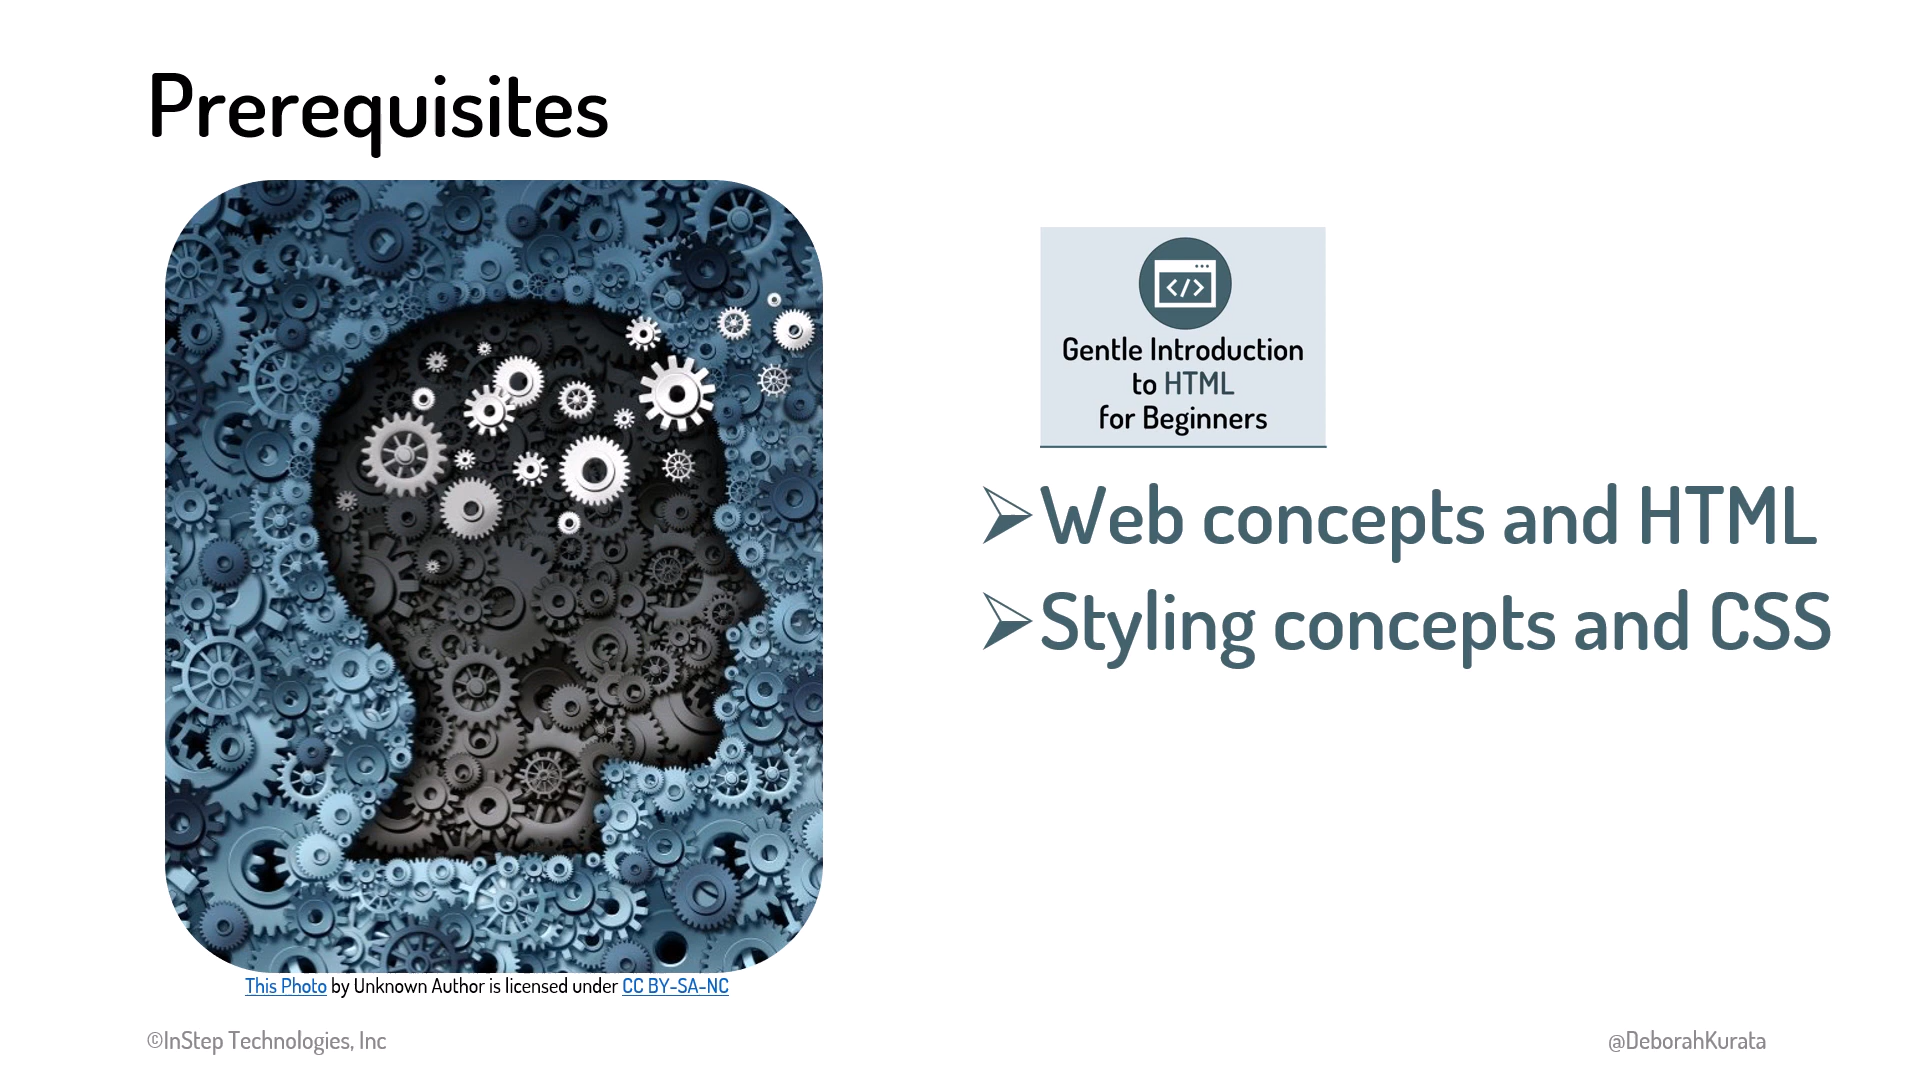 Prerequisites
</>
Gentle Introduction
to HTML
for Beginners
➢Web concepts and HTML
➢Styling concepts and CSS
This Photo by Unknown Author is licensed under CC BY-SA-NC
©InStep Technologies, Inc
@DeborahKurata